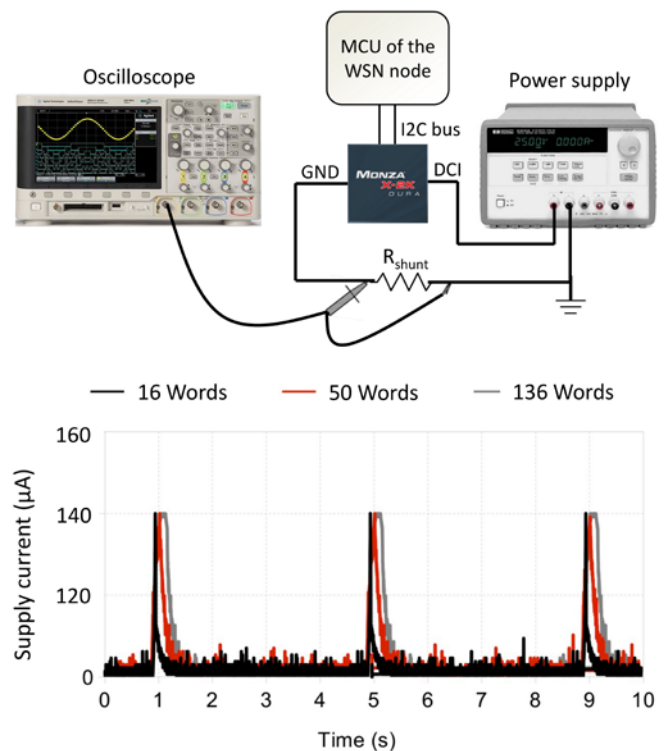 MCU of the
WSN node
Oscilloscope
Power supply
I2C bus
GND
MONZA
X-2K
DURA
DCI
R_shunt
16 Words
50 Words
136 Words
160
140
120
0
Supply current (µA)
0 1 2 3 4 5 6 7 8 9 10
Time (s)